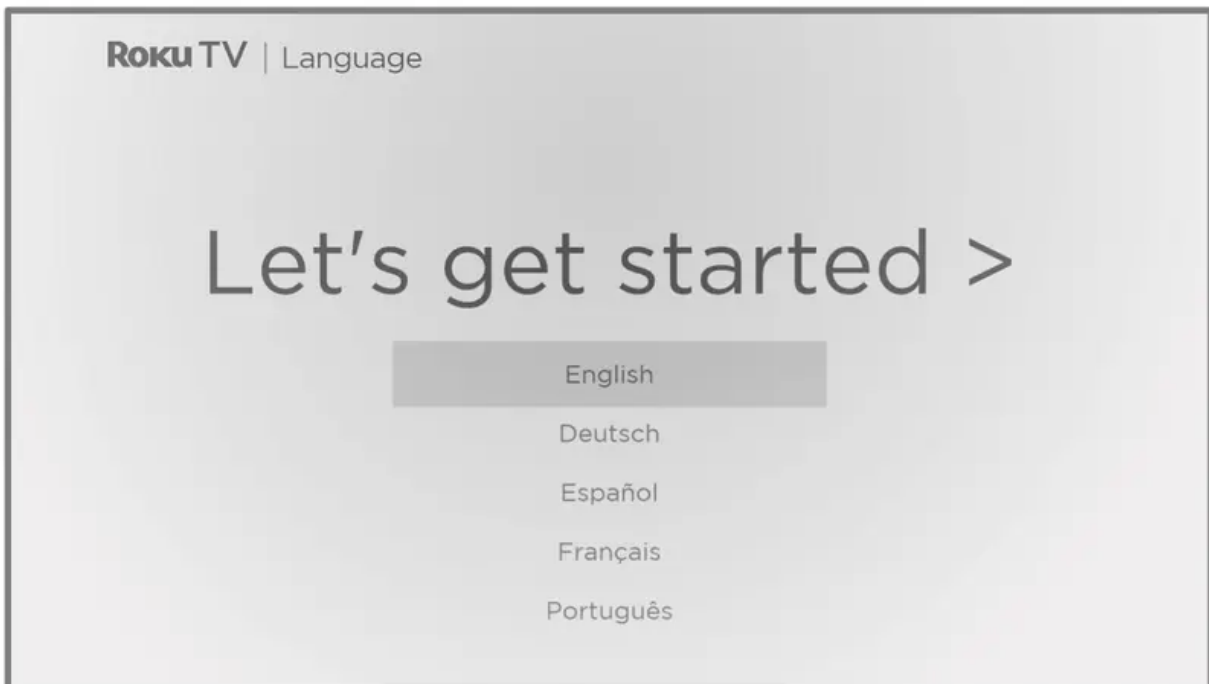 Roku TV | Language
Let's get started >
English
Deutsch
Español
Français
Português